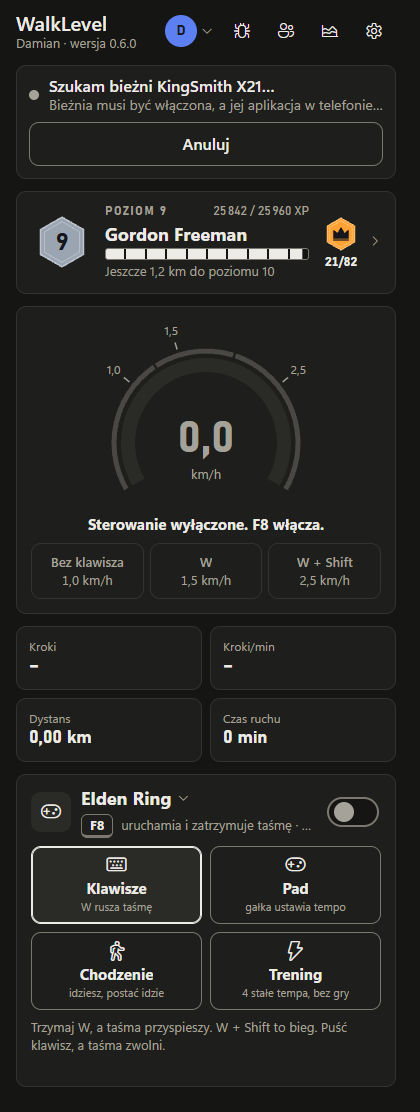 WalkLevel
Damian · wersja 0.6.0
D
Szukam bieżni KingSmith X21...
Bieżnia musi być włączona, a jej aplikacja w telefonie...
Anuluj
9
POZIOM 9
25 842 / 25 960 XP
Gordon Freeman
Jeszcze 1,2 km do poziomu 10
21/82
1,0
1,5
2,5
0,0
km/h
Sterowanie wyłączone. F8 włącza.
Bez klawisza
1,0 km/h
W
1,5 km/h
W + Shift
2,5 km/h
Kroki
–
Kroki/min
–
Dystans
0,00 km
Czas ruchu
0 min
Elden Ring
F8 uruchamia i zatrzymuje taśmę · ...
Klawisze
W rusza taśmę
Pad
gałka ustawia tempo
Chodzenie
idziesz, postać idzie
Trening
4 stałe tempa, bez gry
Trzymaj W, a taśma przyspieszy. W + Shift to bieg. Puść
klawisz, a taśma zwolni.